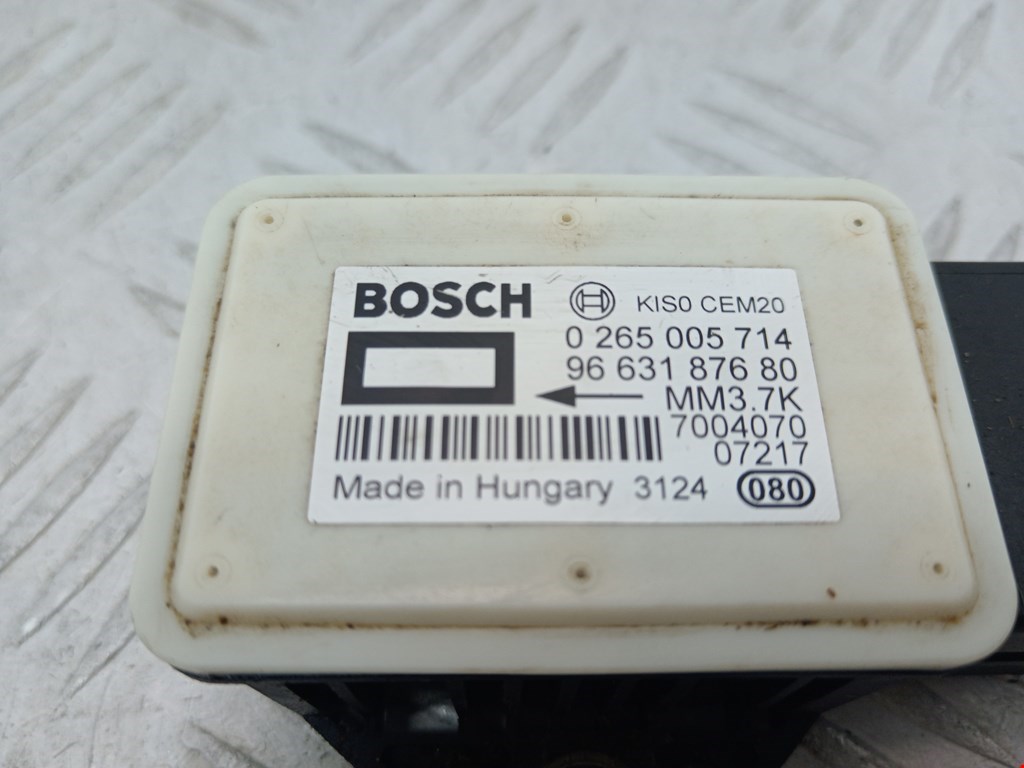 BOSCH KIS0 CEM20
0 265 005 714
96 631 876 80
MM3.7K
7004070
07217
Made in Hungary 3124 080